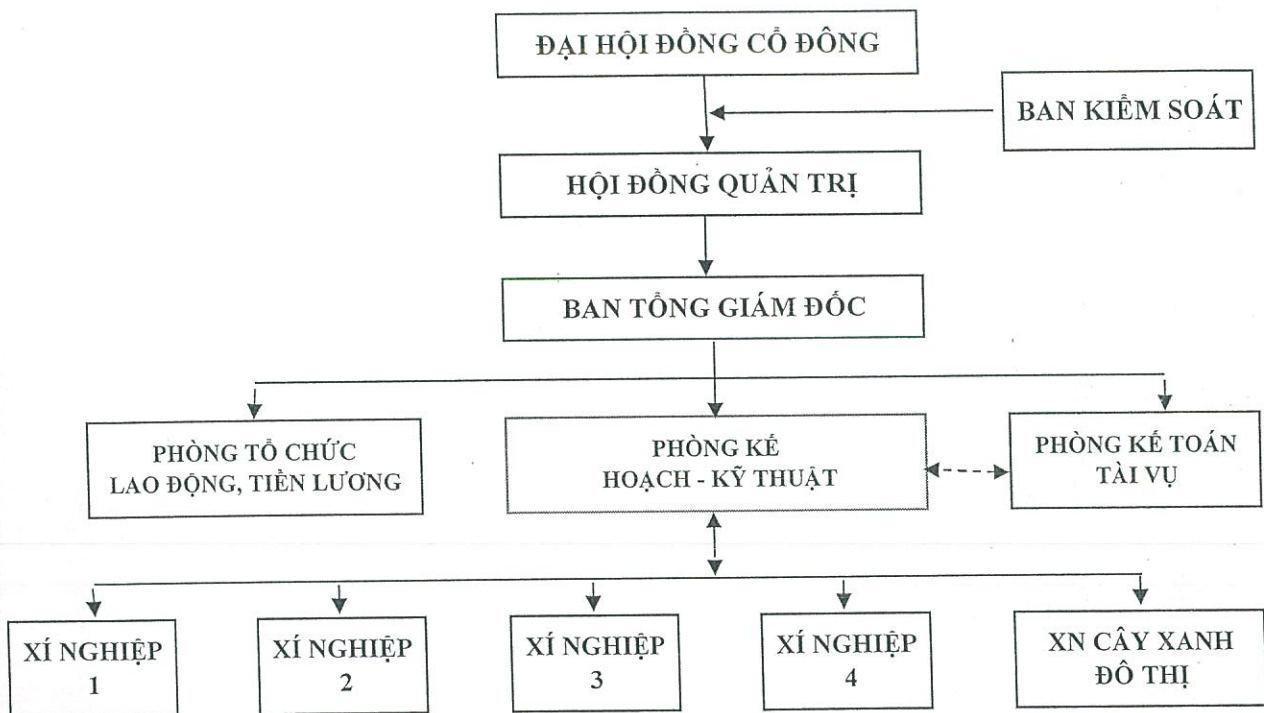 ĐẠI HỘI ĐỒNG CỔ ĐÔNG
BAN KIỂM SOÁT
HỘI ĐỒNG QUẢN TRỊ
BAN TỔNG GIÁM ĐỐC
PHÒNG TỔ CHỨC
LAO ĐỘNG, TIỀN LƯƠNG
PHÒNG KẾ
HOẠCH - KỸ THUẬT
PHÒNG KẾ TOÁN
TÀI VỤ
XÍ NGHIỆP
1
XÍ NGHIỆP
2
XÍ NGHIỆP
3
XÍ NGHIỆP
4
XN CÂY XANH
ĐÔ THỊ